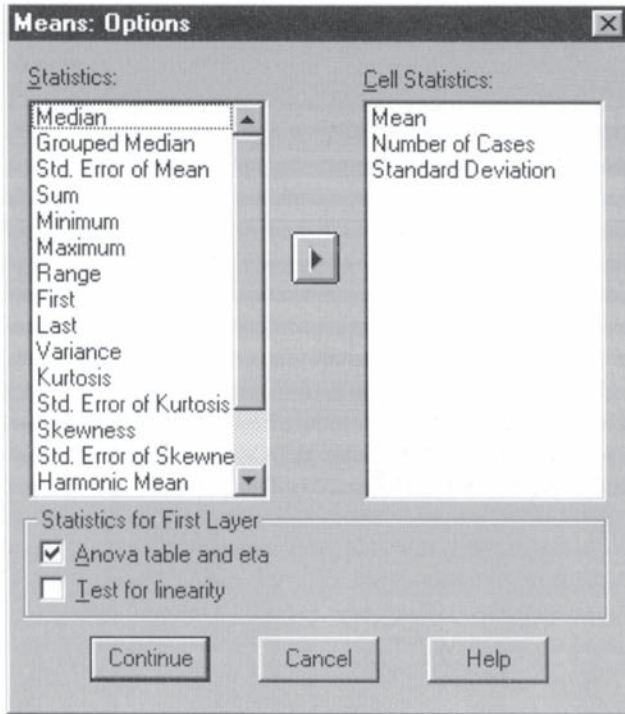 Means: Options
Statistics:
Median
Grouped Median
Std. Error of Mean
Sum
Minimum
Maximum
Range
First
Last
Variance
Kurtosis
Std. Error of Kurtosis
Skewness
Std. Error of Skewne
Harmonic Mean
Cell Statistics:
Mean
Number of Cases
Standard Deviation
Statistics for First Layer
Anova table and eta
Test for linearity
Continue
Cancel
Help